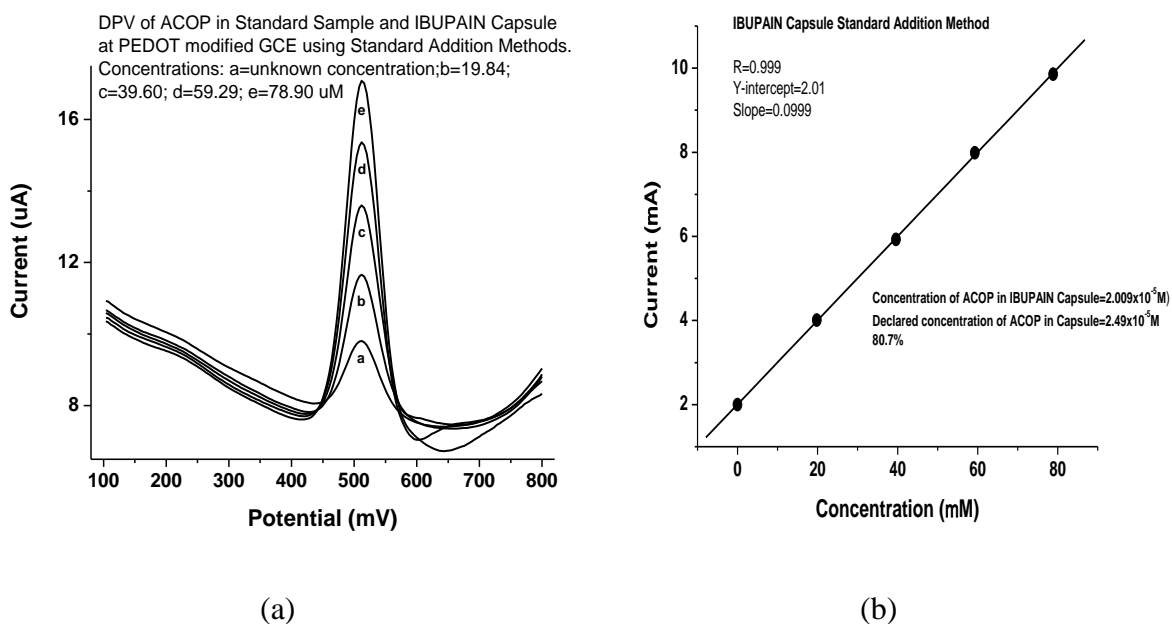 DPV of ACOP in Standard Sample and IBUPAIN Capsule
at PEDOT modified GCE using Standard Addition Methods.
Concentrations: a=unknown concentration;b=19.84;
c=39.60; d=59.29; e=78.90 uM
16
12
8
Current (uA)
e
d
c
b
a
100 200 300 400 500 600 700 800
Potential (mV)
(a)
IBUPAIN Capsule Standard Addition Method
R=0.999
Y-intercept=2.01
Slope=0.0999
10
8
6
4
2
Current (mA)
Concentration of ACOP in IBUPAIN Capsule=2.009x10⁻⁵M)
Declared concentration of ACOP in Capsule=2.49x10⁻⁵M
80.7%
0 20 40 60 80
Concentration (mM)
(b)